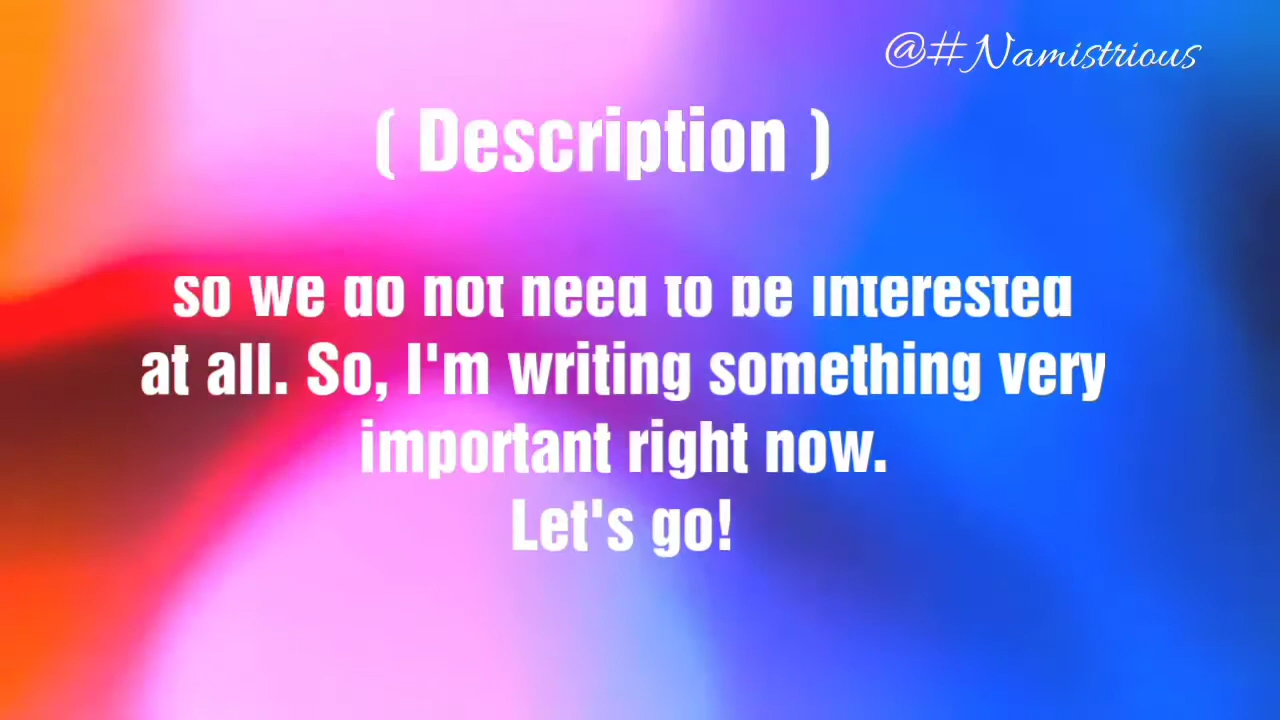 @#Namistrious
( Description )
so we do not need to be interested
at all. So, I'm writing something very
important right now.
Let's go!